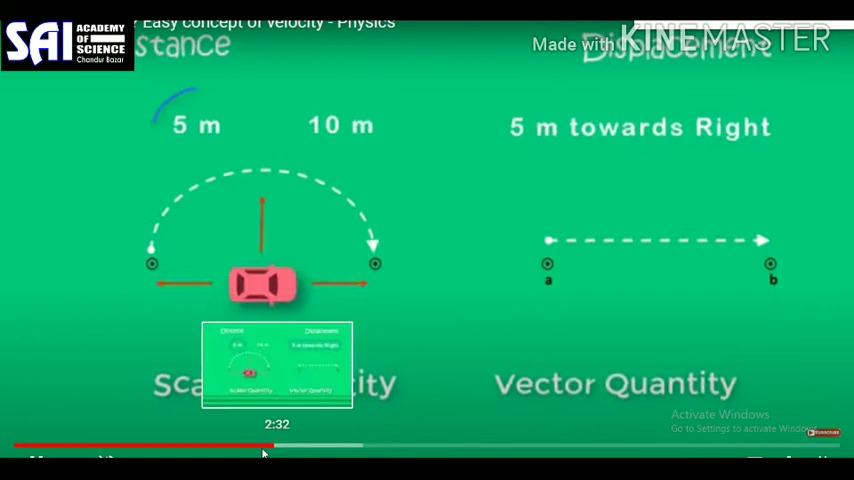 SAI ACADEMY
OF SCIENCE
Chandur Bazar
Easy concept of velocity - Physics
Made with KINEMASTER
stance
Displacement
5 m
10 m
5 m towards Right
a
b
Vector Quantity
Distance
Displacement
5 m
10 m
5 m towards Right
Scalar Quantity
Vector Quantity
2:32
Activate Windows
Go to Settings to activate Windows.
SUBSCRIBE